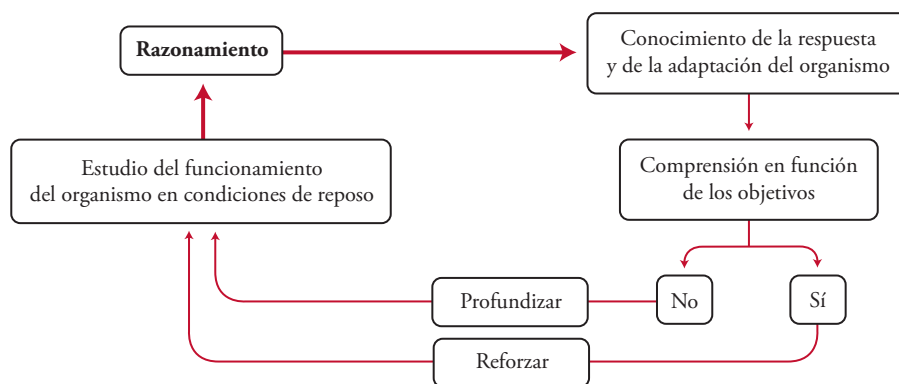 Razonamiento
Conocimiento de la respuesta
y de la adaptación del organismo
Estudio del funcionamiento
del organismo en condiciones de reposo
Comprensión en función
de los objetivos
Profundizar
No
Sí
Reforzar